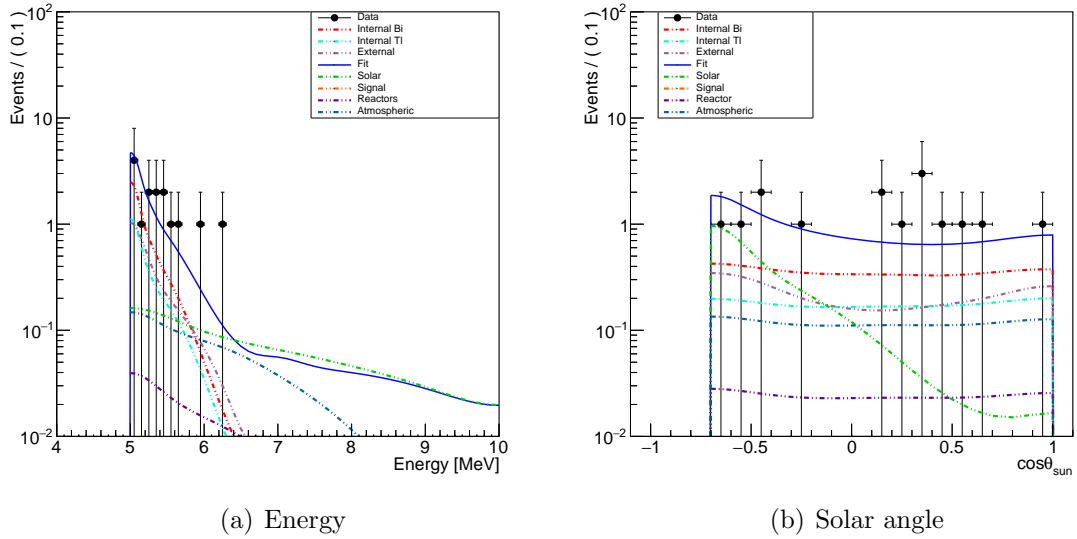 Events / ( 0.1 )
10²
10
1
10⁻¹
10⁻²
Data
Internal Bi
Internal Tl
External
Fit
Solar
Signal
Reactors
Atmospheric
4 5 6 7 8 9 10
Energy [MeV]
(a) Energy
Events / ( 0.1 )
10²
10
1
10⁻¹
10⁻²
Data
Internal Bi
Internal Tl
External
Fit
Solar
Signal
Reactor
Atmospheric
−1 −0.5 0 0.5 1
cosθsun
(b) Solar angle